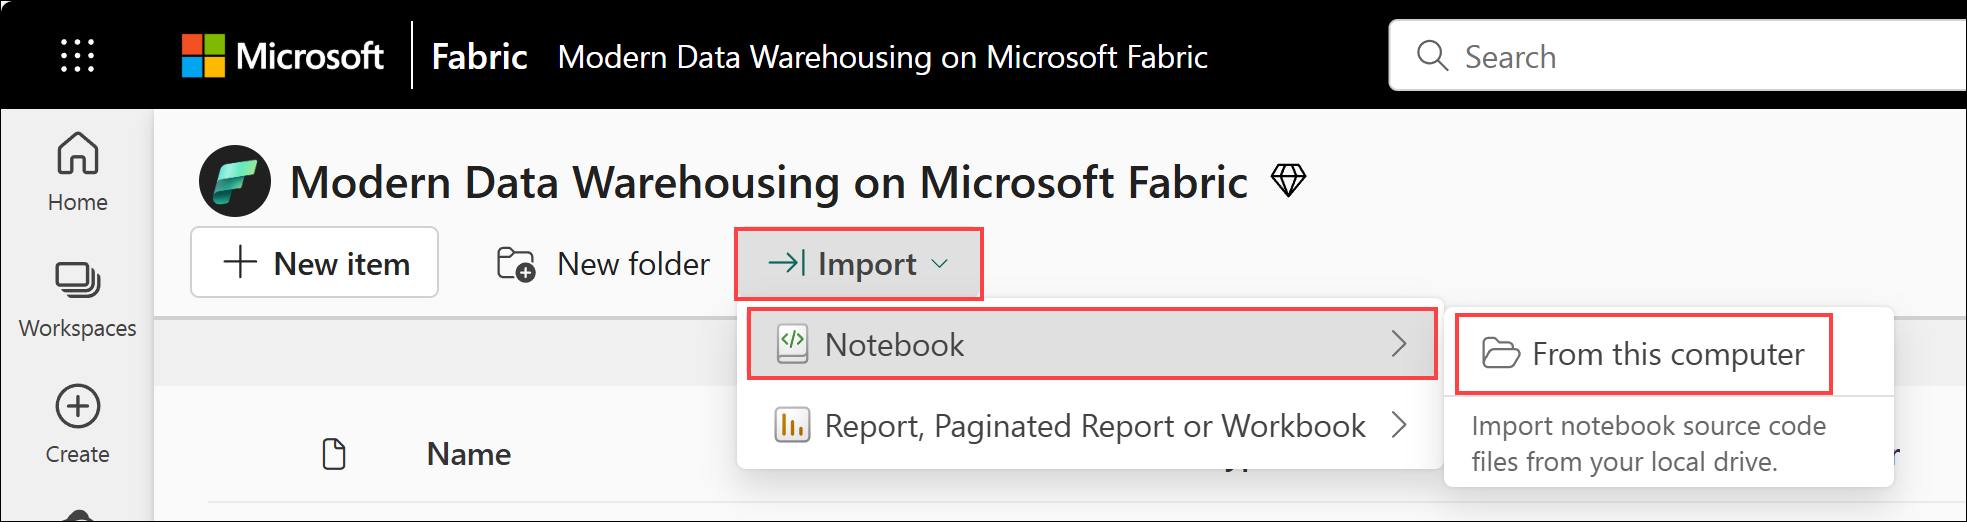 Microsoft Fabric Modern Data Warehousing on Microsoft Fabric Search
Home
Modern Data Warehousing on Microsoft Fabric
New item New folder Import
Workspaces
Notebook
From this computer
Report, Paginated Report or Workbook
Import notebook source code
files from your local drive.
Create
Name